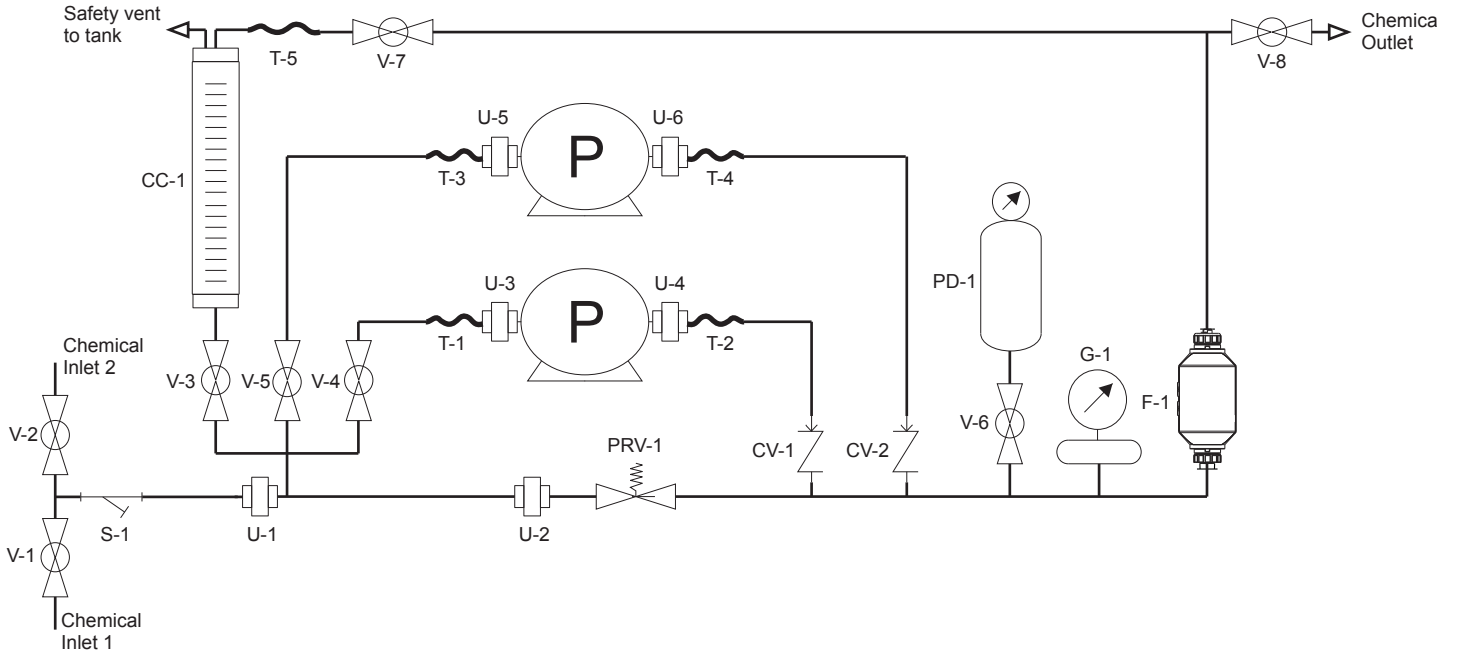 Safety vent
to tank
T-5
V-7
V-8
Chemica
Outlet
CC-1
U-5
P
U-6
T-3
T-4
U-3
P
U-4
T-1
T-2
PD-1
G-1
F-1
Chemical
Inlet 2
V-3
V-5
V-4
V-2
PRV-1
CV-1
CV-2
V-6
S-1
U-1
U-2
V-1
Chemical
Inlet 1